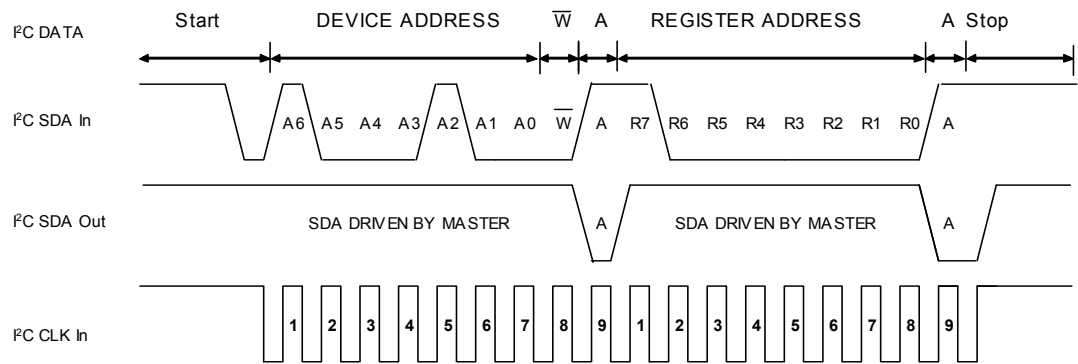 I²C DATA Start DEVICE ADDRESS W̅ A REGISTER ADDRESS A Stop
I²C SDA In A6 A5 A4 A3 A2 A1 A0 W̅ A R7 R6 R5 R4 R3 R2 R1 R0 A
I²C SDA Out SDA DRIVEN BY MASTER A SDA DRIVEN BY MASTER A
I²C CLK In 1 2 3 4 5 6 7 8 9 1 2 3 4 5 6 7 8 9